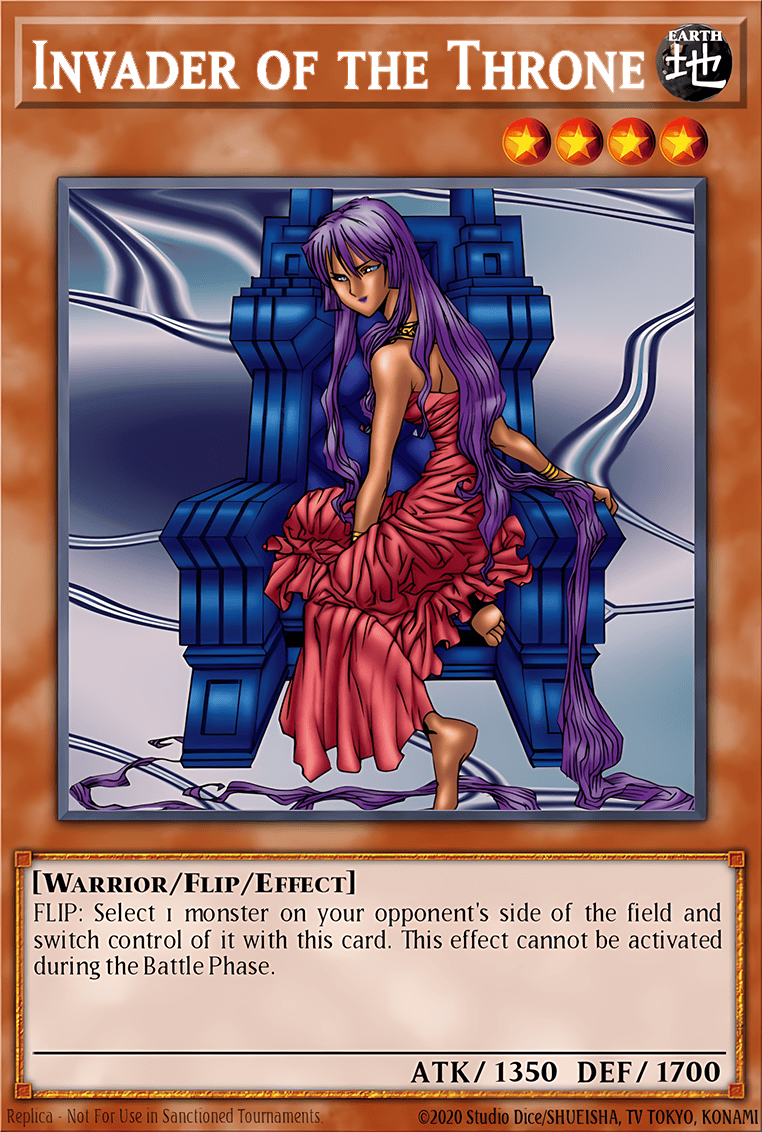 Invader of the Throne
EARTH
地
[Warrior/Flip/Effect]
FLIP: Select 1 monster on your opponent's side of the field and
switch control of it with this card. This effect cannot be activated
during the Battle Phase.
ATK/ 1350 DEF/ 1700
Replica - Not For Use in Sanctioned Tournaments.
©2020 Studio Dice/SHUEISHA, TV TOKYO, KONAMI